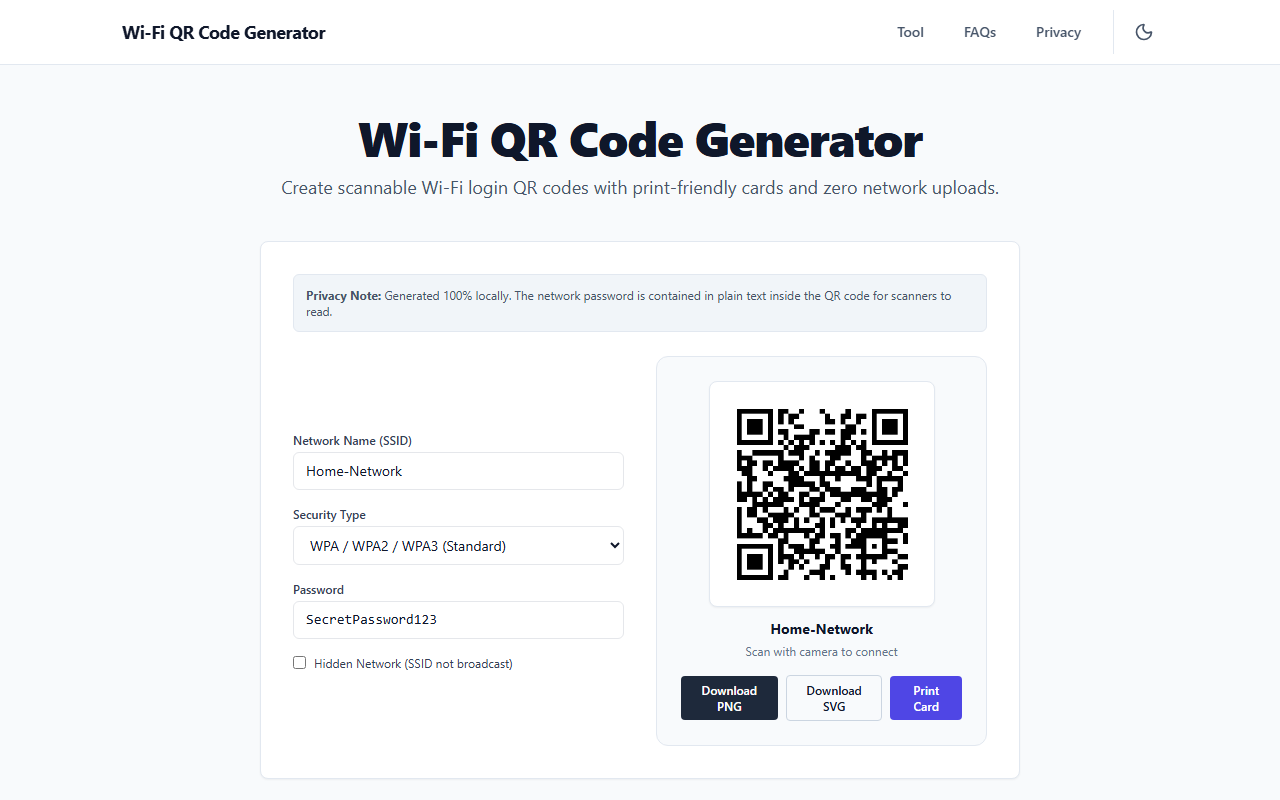 Wi-Fi QR Code Generator
Tool
FAQs
Privacy
Wi-Fi QR Code Generator
Create scannable Wi-Fi login QR codes with print-friendly cards and zero network uploads.
Privacy Note: Generated 100% locally. The network password is contained in plain text inside the QR code for scanners to
read.
Network Name (SSID)
Home-Network
Security Type
WPA / WPA2 / WPA3 (Standard)
Password
SecretPassword123
Hidden Network (SSID not broadcast)
Home-Network
Scan with camera to connect
Download
PNG
Download
SVG
Print
Card